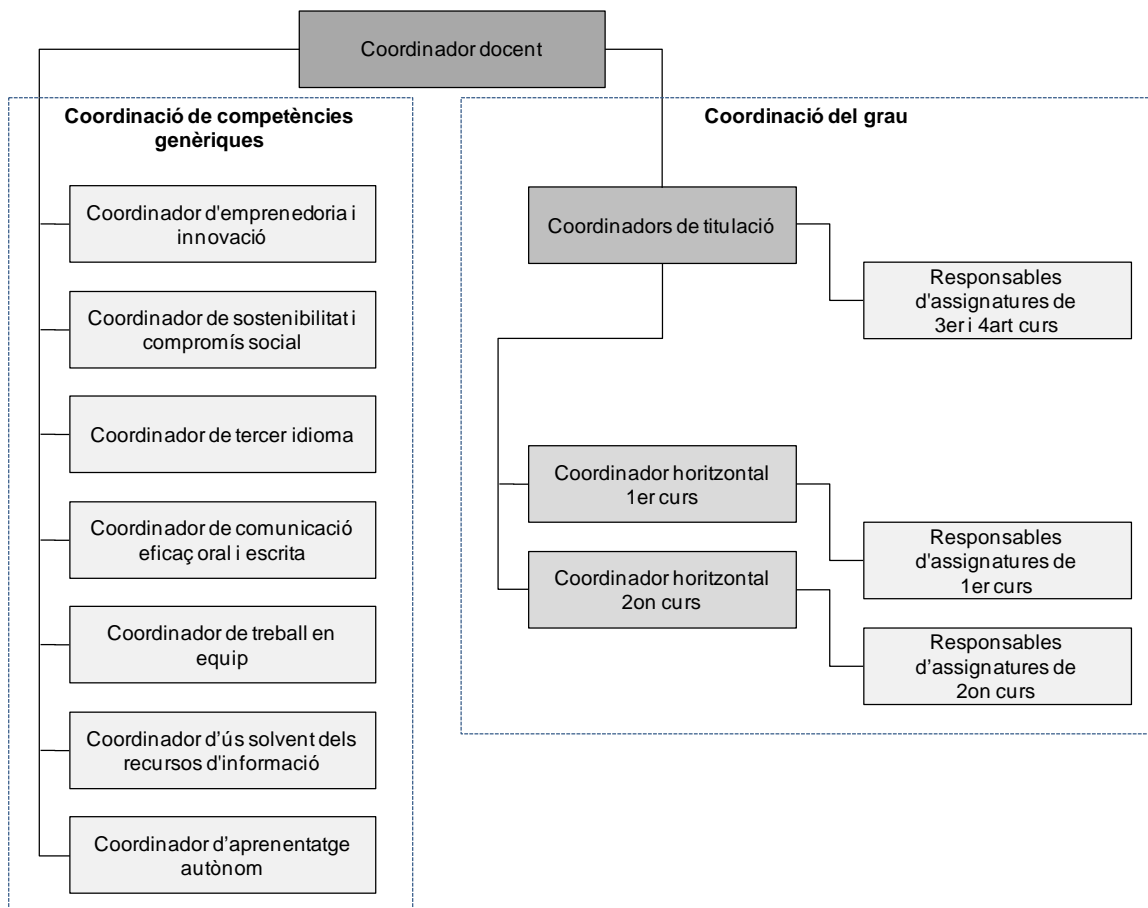 Coordinador docent
Coordinació de competències
genèriques
Coordinador d'emprenedoria i
innovació
Coordinador de sostenibilitat i
compromís social
Coordinador de tercer idioma
Coordinador de comunicació
eficaç oral i escrita
Coordinador de treball en
equip
Coordinador d’ús solvent dels
recursos d'informació
Coordinador d’aprenentatge
autònom
Coordinació del grau
Coordinadors de titulació
Responsables
d'assignatures de
3er i 4art curs
Coordinador horitzontal
1er curs
Responsables
d'assignatures de
1er curs
Coordinador horitzontal
2on curs
Responsables
d’assignatures de
2on curs